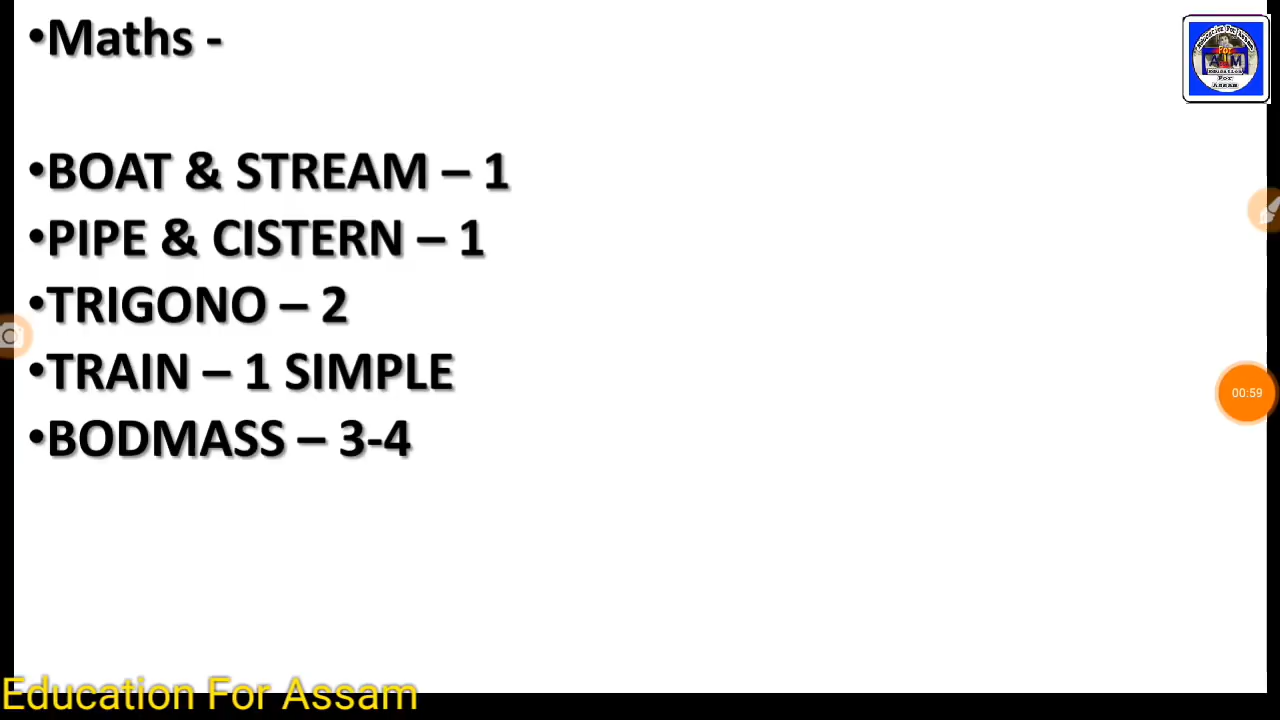 •Maths -
•BOAT & STREAM – 1
•PIPE & CISTERN – 1
•TRIGONO – 2
•TRAIN – 1 SIMPLE
•BODMASS – 3-4
00:59
Education For Assam